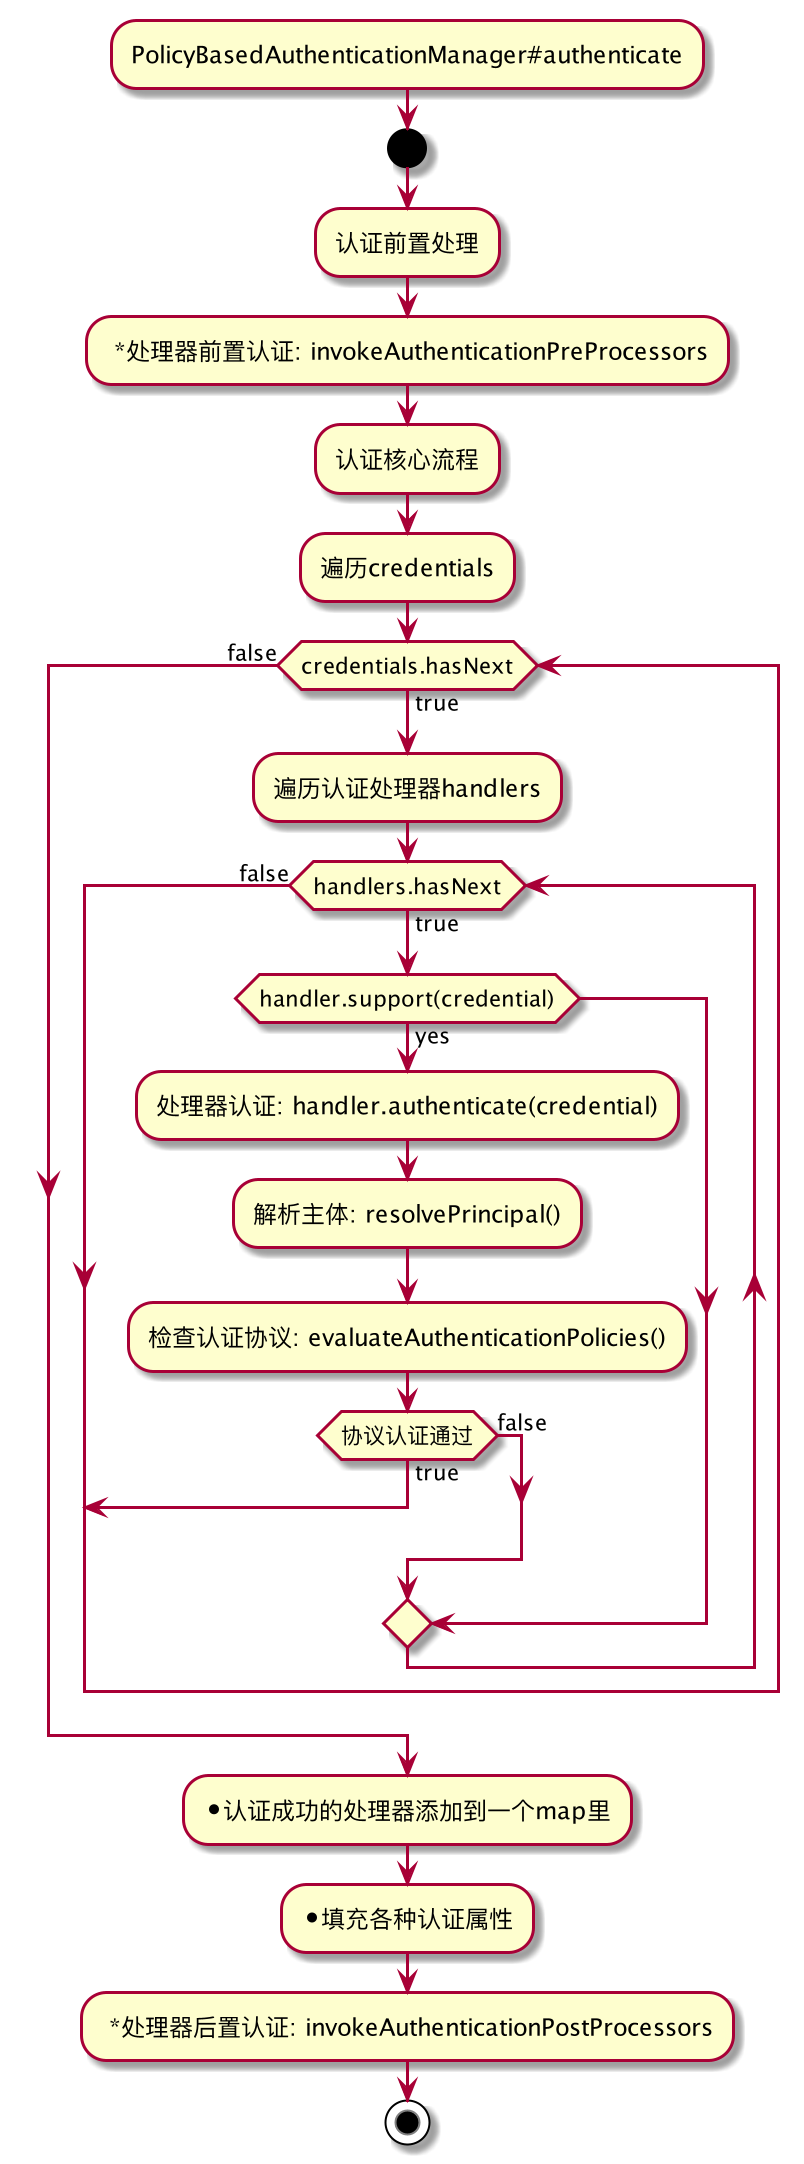 PolicyBasedAuthenticationManager#authenticate
认证前置处理
*处理器前置认证: invokeAuthenticationPreProcessors
认证核心流程
遍历credentials
false
credentials.hasNext
true
遍历认证处理器handlers
false
handlers.hasNext
true
handler.support(credential)
yes
处理器认证: handler.authenticate(credential)
解析主体: resolvePrincipal()
检查认证协议: evaluateAuthenticationPolicies()
协议认证通过
false
true
•认证成功的处理器添加到一个map里
•填充各种认证属性
*处理器后置认证: invokeAuthenticationPostProcessors